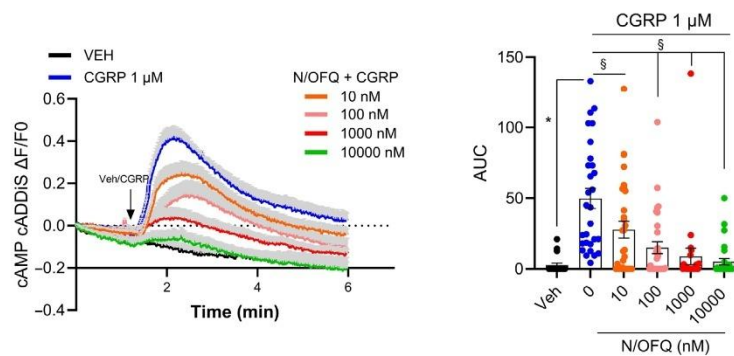 VEH
CGRP 1 µM
N/OFQ + CGRP
10 nM
100 nM
1000 nM
10000 nM
Veh/CGRP
cAMP cADDiS ΔF/F0
0.6
0.4
0.2
0.0
−0.2
−0.4
2
4
6
Time (min)
CGRP 1 µM
§
§
*
AUC
150
100
50
0
Veh
0
10
100
1000
10000
N/OFQ (nM)